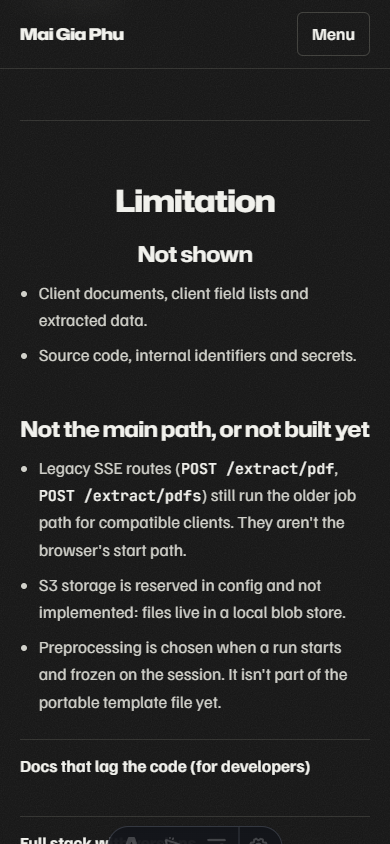 Mai Gia Phu
Menu
Limitation
Not shown
• Client documents, client field lists and
extracted data.
• Source code, internal identifiers and secrets.
Not the main path, or not built yet
• Legacy SSE routes (POST /extract/pdf,
POST /extract/pdfs) still run the older job
path for compatible clients. They aren't the
browser's start path.
• S3 storage is reserved in config and not
implemented: files live in a local blob store.
• Preprocessing is chosen when a run starts
and frozen on the session. It isn't part of the
portable template file yet.
Docs that lag the code (for developers)
Full stack